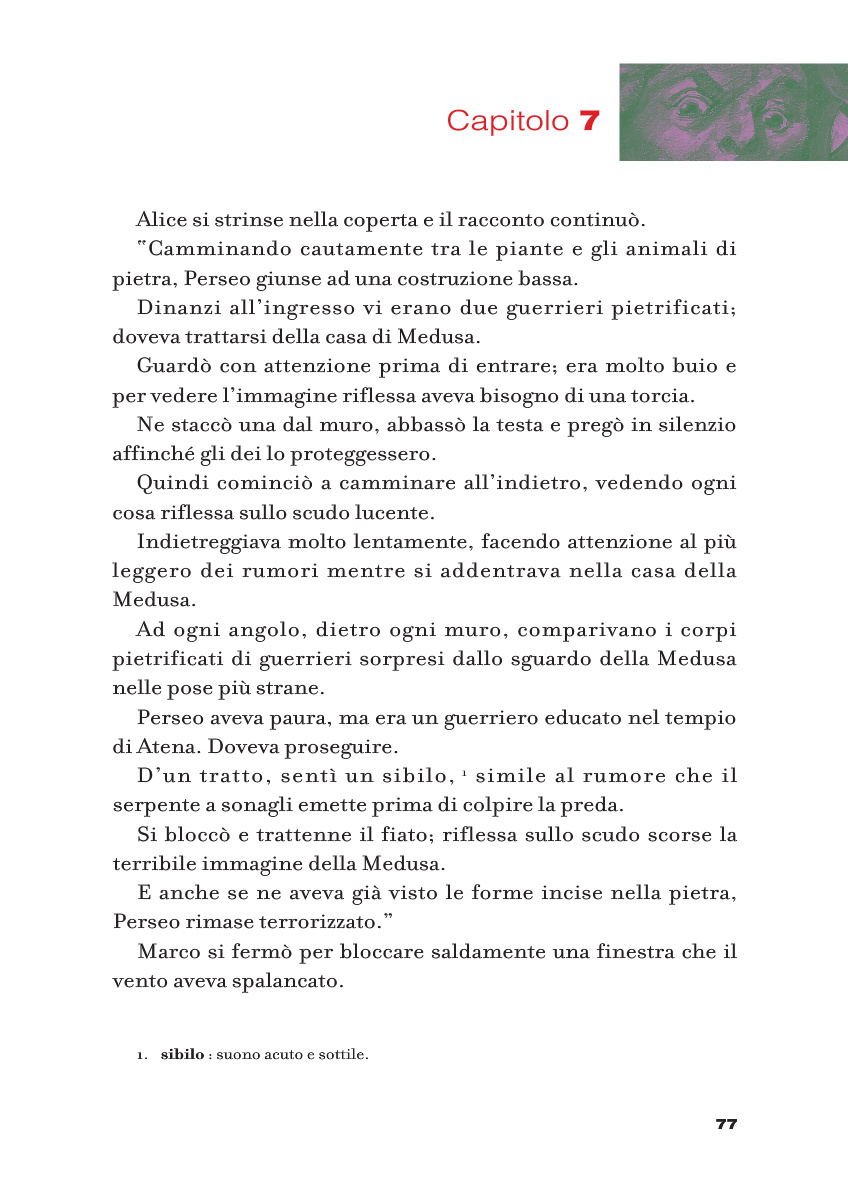 Capitolo 7
Alice si strinse nella coperta e il racconto continuò.
"Camminando cautamente tra le piante e gli animali di
pietra, Perseo giunse ad una costruzione bassa.
Dinanzi all'ingresso vi erano due guerrieri pietrificati;
doveva trattarsi della casa di Medusa.
Guardò con attenzione prima di entrare; era molto buio e
per vedere l'immagine riflessa aveva bisogno di una torcia.
Ne staccò una dal muro, abbassò la testa e pregò in silenzio
affinché gli dei lo proteggessero.
Quindi cominciò a camminare all'indietro, vedendo ogni
cosa riflessa sullo scudo lucente.
Indietreggiava molto lentamente, facendo attenzione al più
leggero dei rumori mentre si addentrava nella casa della
Medusa.
Ad ogni angolo, dietro ogni muro, comparivano i corpi
pietrificati di guerrieri sorpresi dallo sguardo della Medusa
nelle pose più strane.
Perseo aveva paura, ma era un guerriero educato nel tempio
di Atena. Doveva proseguire.
D'un tratto, sentì un sibilo, 1 simile al rumore che il
serpente a sonagli emette prima di colpire la preda.
Si bloccò e trattenne il fiato; riflessa sullo scudo scorse la
terribile immagine della Medusa.
E anche se ne aveva già visto le forme incise nella pietra,
Perseo rimase terrorizzato."
Marco si fermò per bloccare saldamente una finestra che il
vento aveva spalancato.
1. sibilo : suono acuto e sottile.
77